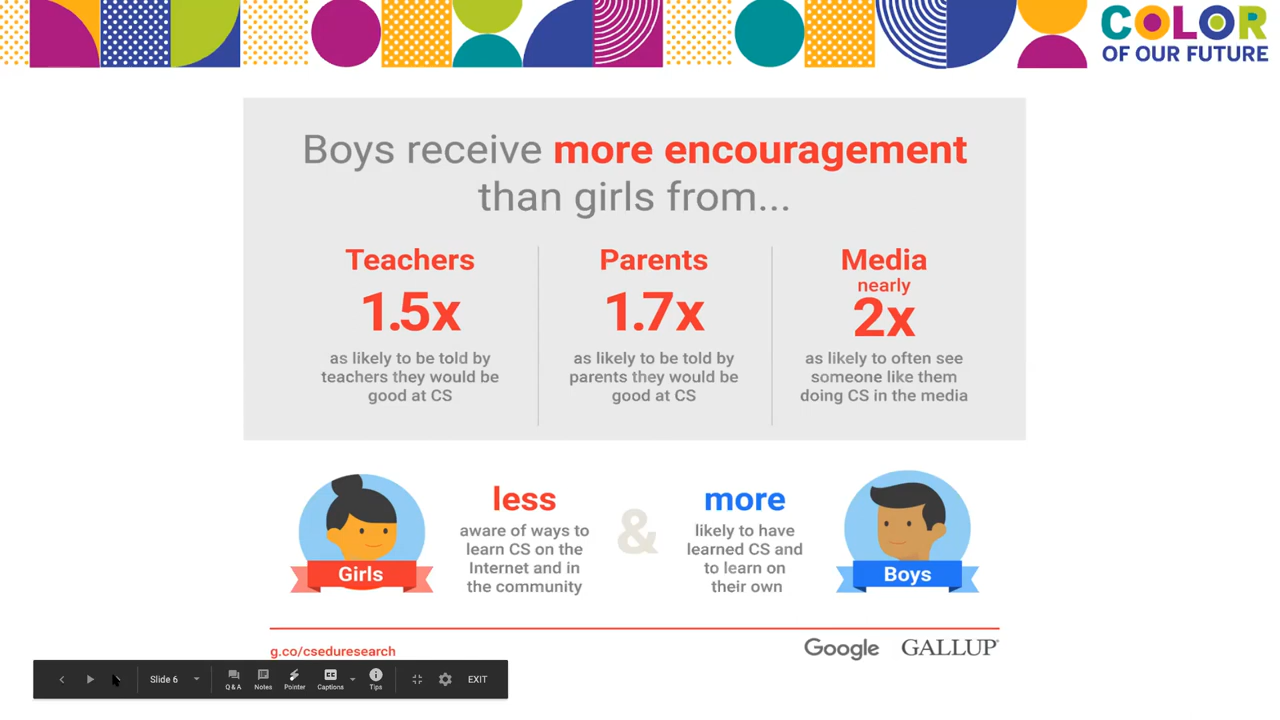 COLOR
OF OUR FUTURE
Boys receive more encouragement
than girls from...
Teachers
1.5x
as likely to be told by
teachers they would be
good at CS
Parents
1.7x
as likely to be told by
parents they would be
good at CS
Media
nearly
2x
as likely to often see
someone like them
doing CS in the media
Girls
less
aware of ways to
learn CS on the
Internet and in
the community
&
more
likely to have
learned CS and
to learn on
their own
Boys
g.co/cseduresearch
Google GALLUP®
Slide 6
Q & A
Notes
Pointer
CC
Captions
Tips
EXIT